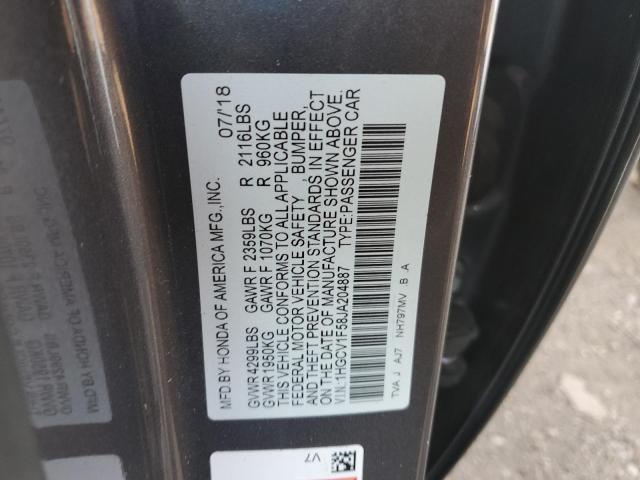 MFD BY HONDA OF AMERICA MFG.,INC. 07/'18
GVWR 4299LBS GAWR F 2359LBS R 2116LBS
GVWR 1950KG GAWR F 1070KG R 960KG
THIS VEHICLE CONFORMS TO ALL APPLICABLE
FEDERAL MOTOR VEHICLE SAFETY , BUMPER,
AND THEFT PREVENTION STANDARDS IN EFFECT
ON THE DATE OF MANUFACTURE SHOWN ABOVE.
V.I.N.:1HGCV1F58JA204887 TYPE:PASSENGER CAR
TVA J AJ7 NH797MV .B .A
V7